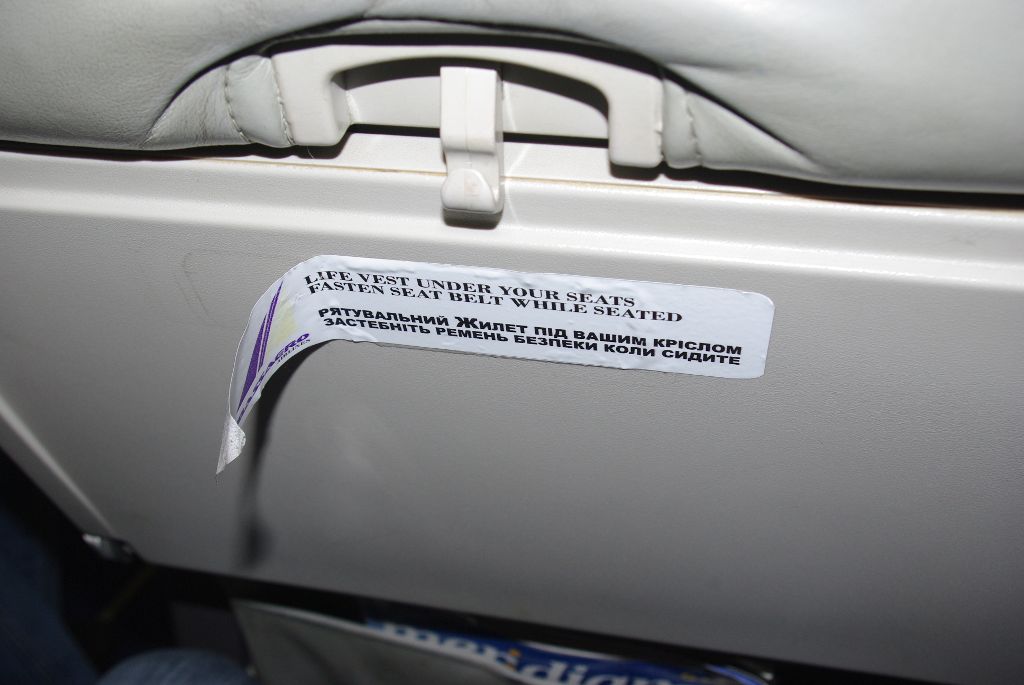 LIFE VEST UNDER YOUR SEATS
FASTEN SEAT BELT WHILE SEATED
РЯТУВАЛЬНИЙ ЖИЛЕТ ПІД ВАШИМ КРІСЛОМ
ЗАСТЕБНІТЬ РЕМЕНЬ БЕЗПЕКИ КОЛИ СИДИТЕ
AIRLINES